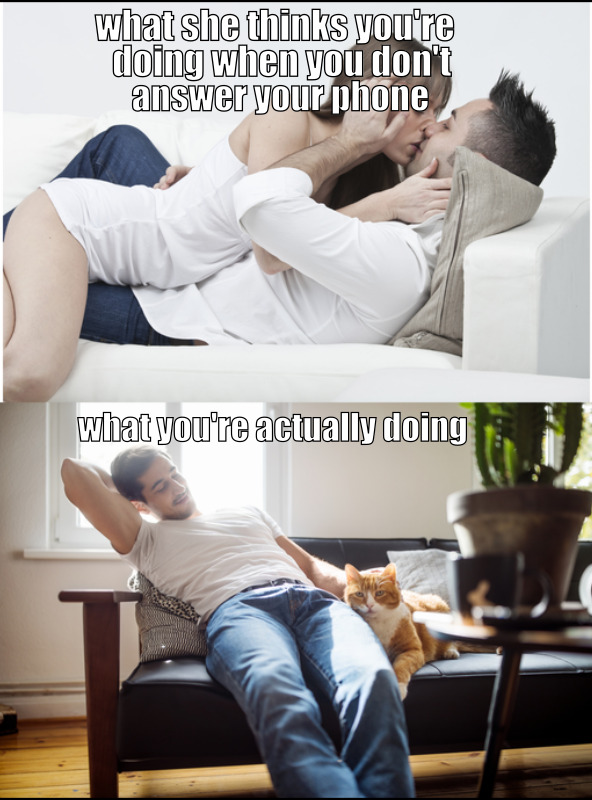 what she thinks you're
doing when you don't
answer your phone
what you're actually doing